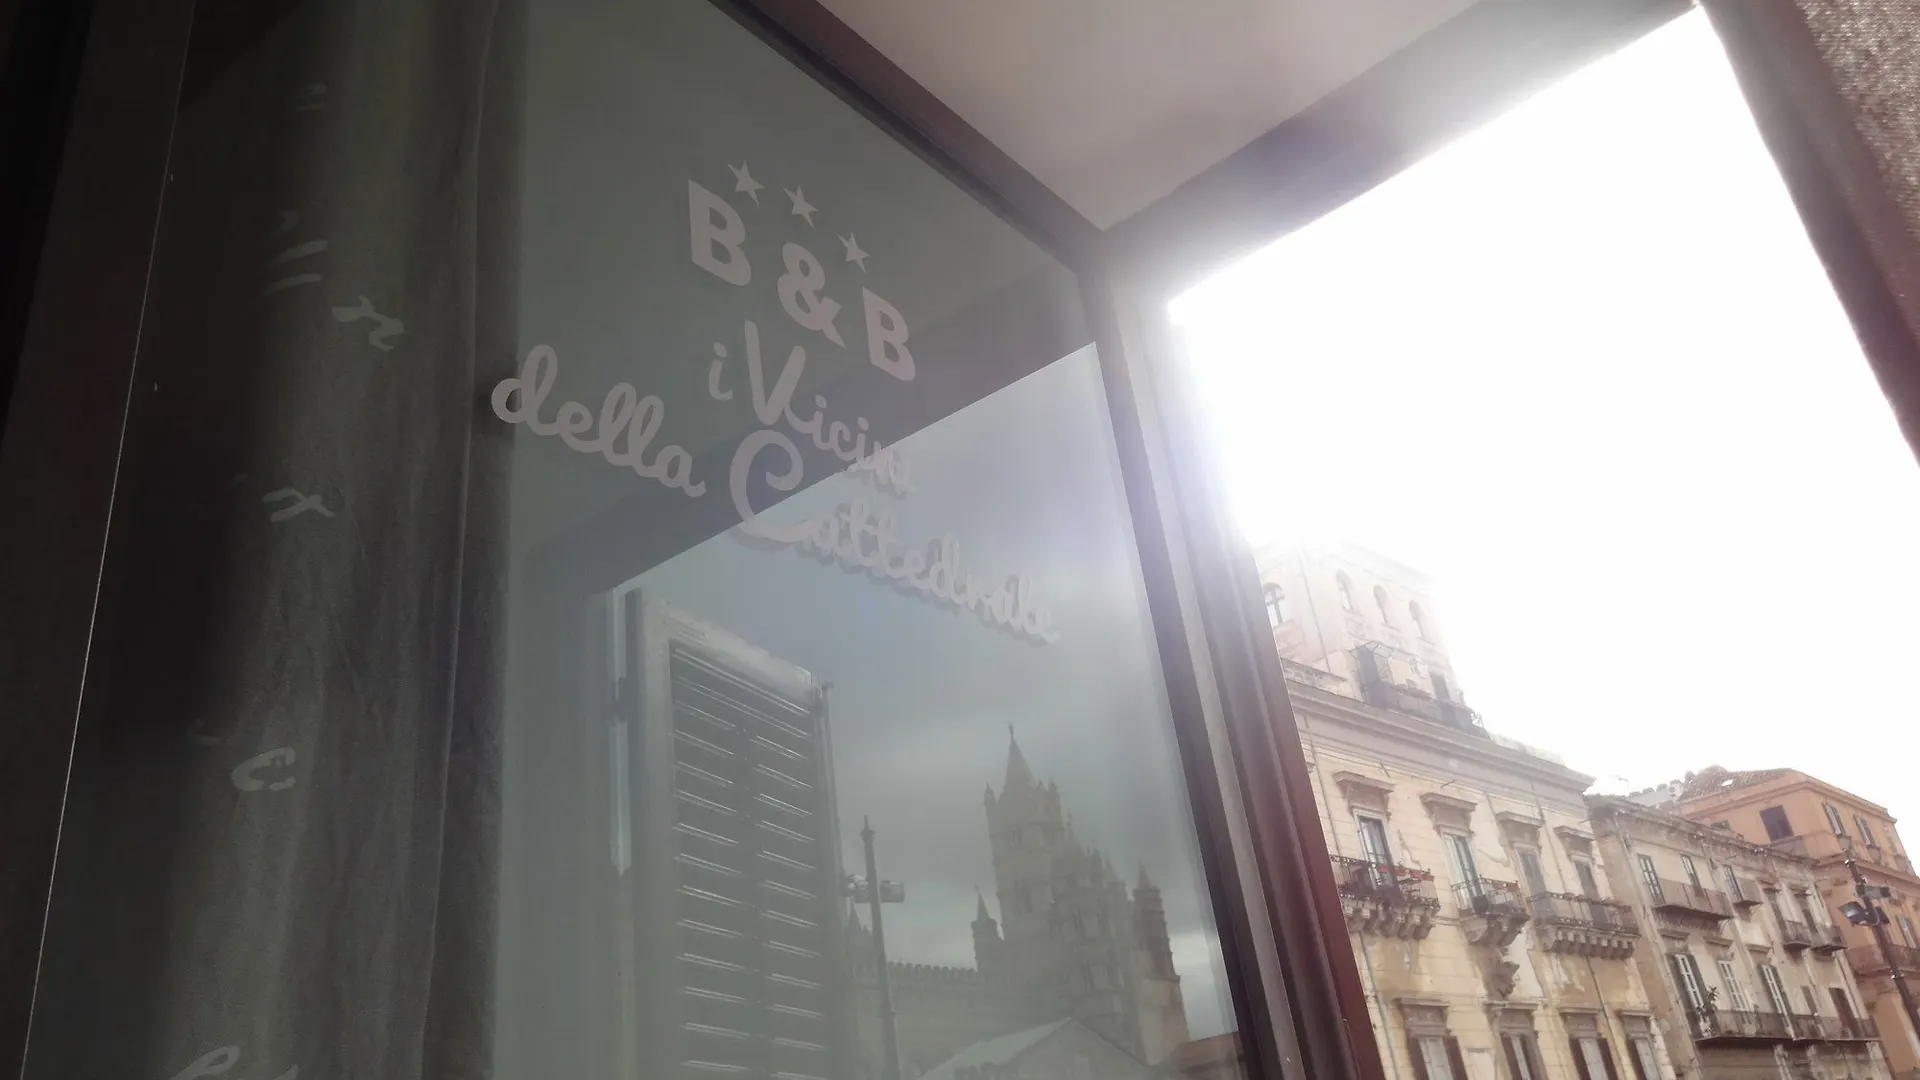 B & B
i Vicini
della Cattedrale